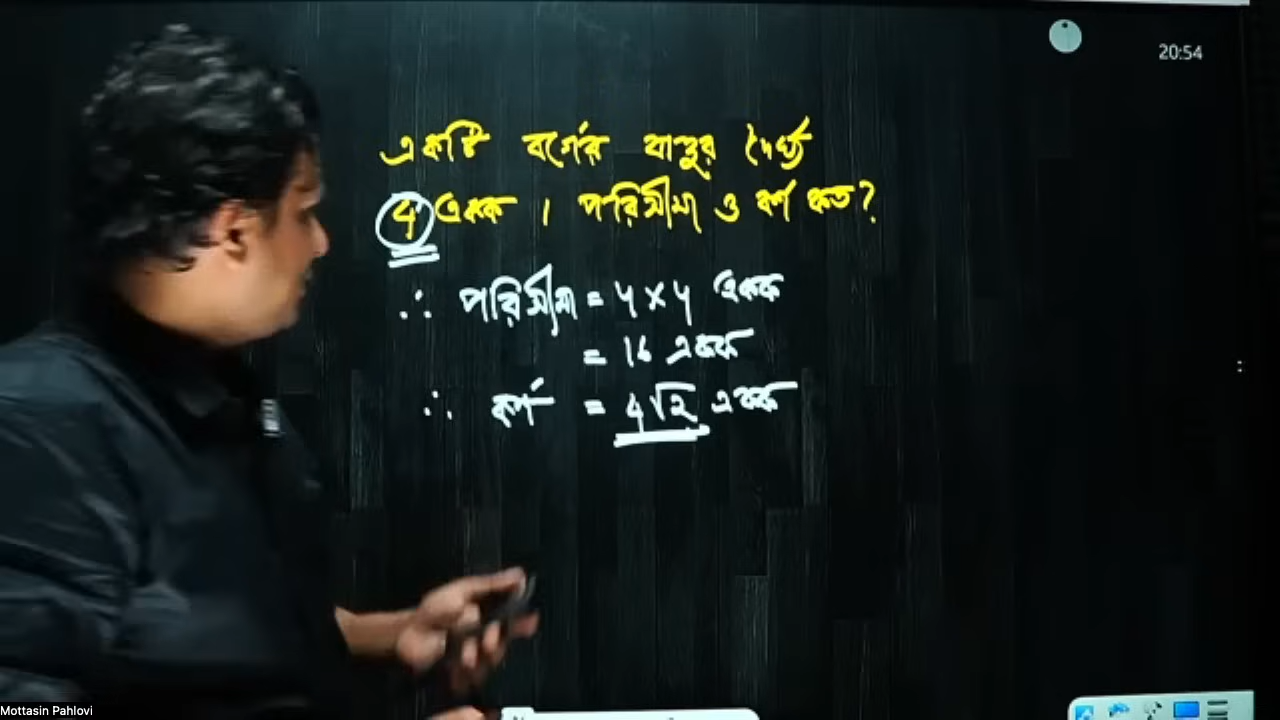 20:54
একটি বর্গের বাহুর দৈর্ঘ্য
4 একক । পরিসীমা ও কর্ণ কত?
∴ পরিসীমা = 4 × 4 একক
= 16 একক
∴ কর্ণ = 4√2 একক
Mottasin Pahlovi